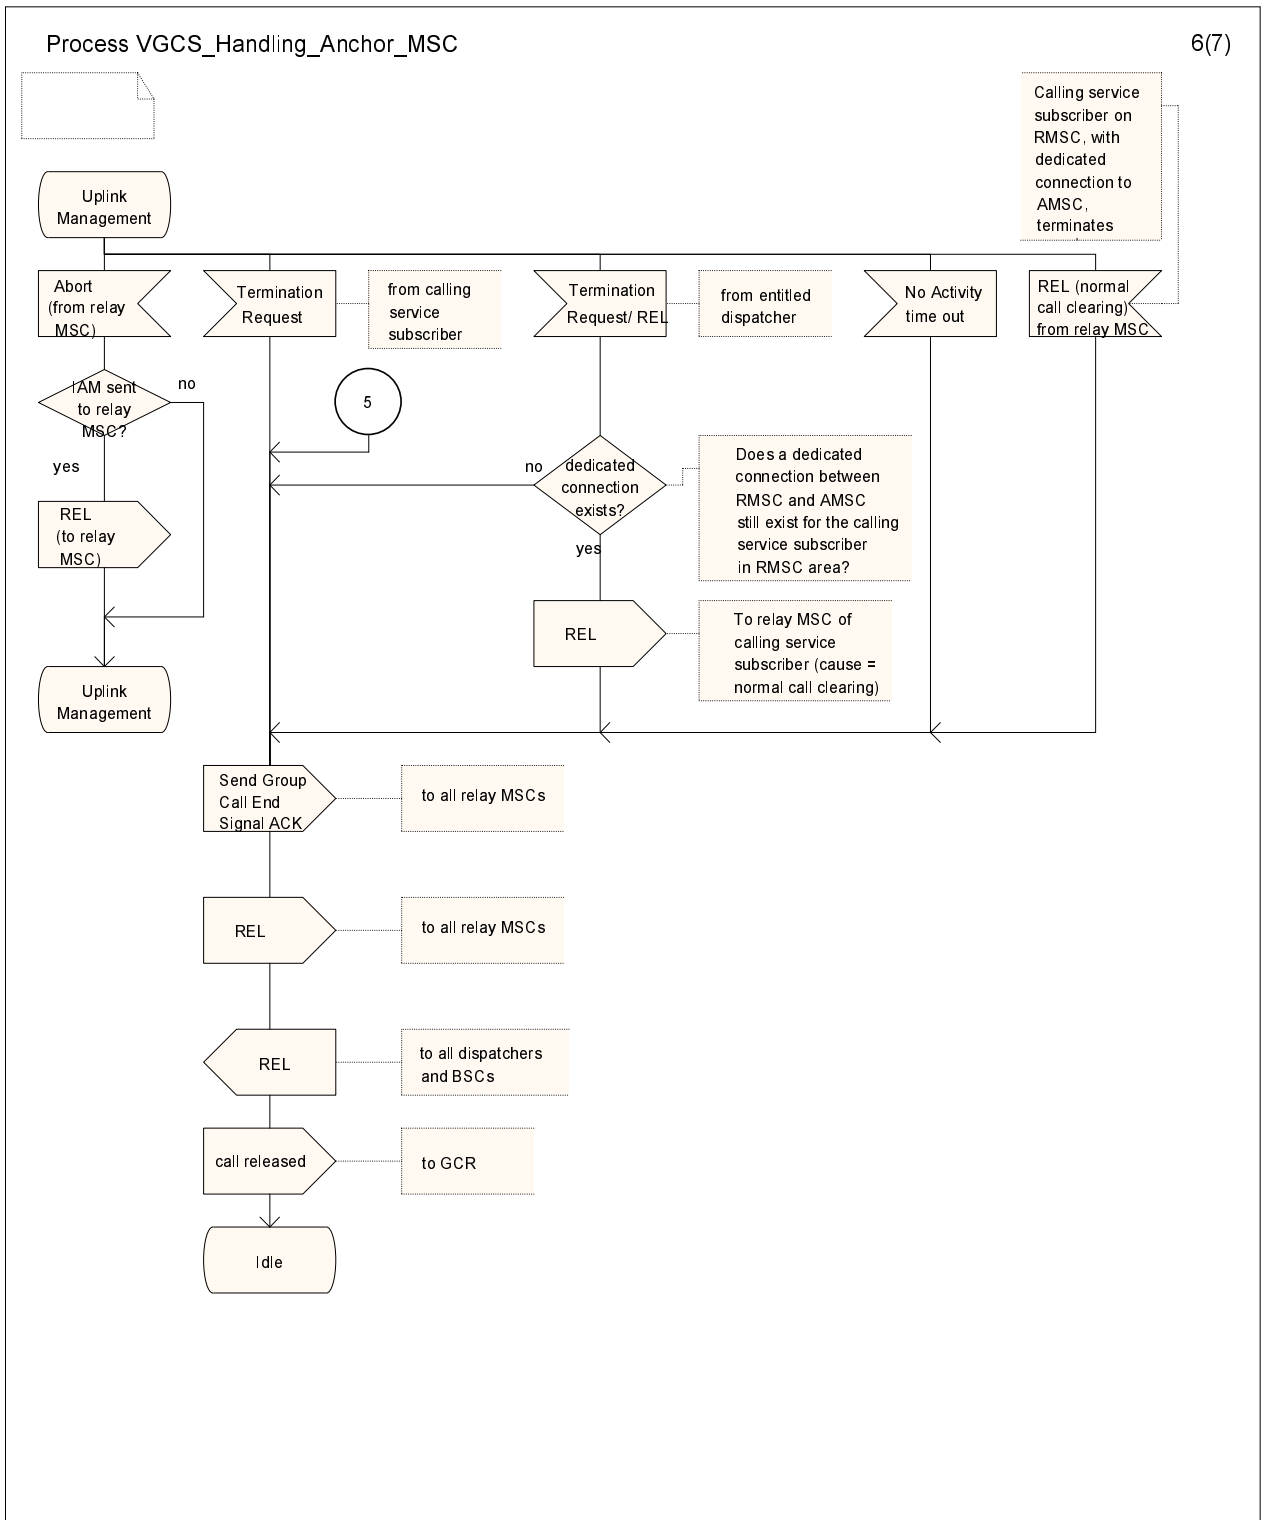 Process VGCS_Handling_Anchor_MSC
6(7)
Calling service
subscriber on
RMSC, with
dedicated
connection to
AMSC,
terminates
Uplink
Management
Abort
(from relay
MSC)
Termination
Request
from calling
service
subscriber
Termination
Request/ REL
from entitled
dispatcher
No Activity
time out
REL (normal
call clearing)
from relay MSC
IAM sent
to relay
MSC?
no
yes
5
no
dedicated
connection
exists?
yes
Does a dedicated
connection between
RMSC and AMSC
still exist for the calling
service subscriber
in RMSC area?
REL
(to relay
MSC)
REL
To relay MSC of
calling service
subscriber (cause =
normal call clearing)
Uplink
Management
Send Group
Call End
Signal ACK
to all relay MSCs
REL
to all relay MSCs
REL
to all dispatchers
and BSCs
call released
to GCR
Idle